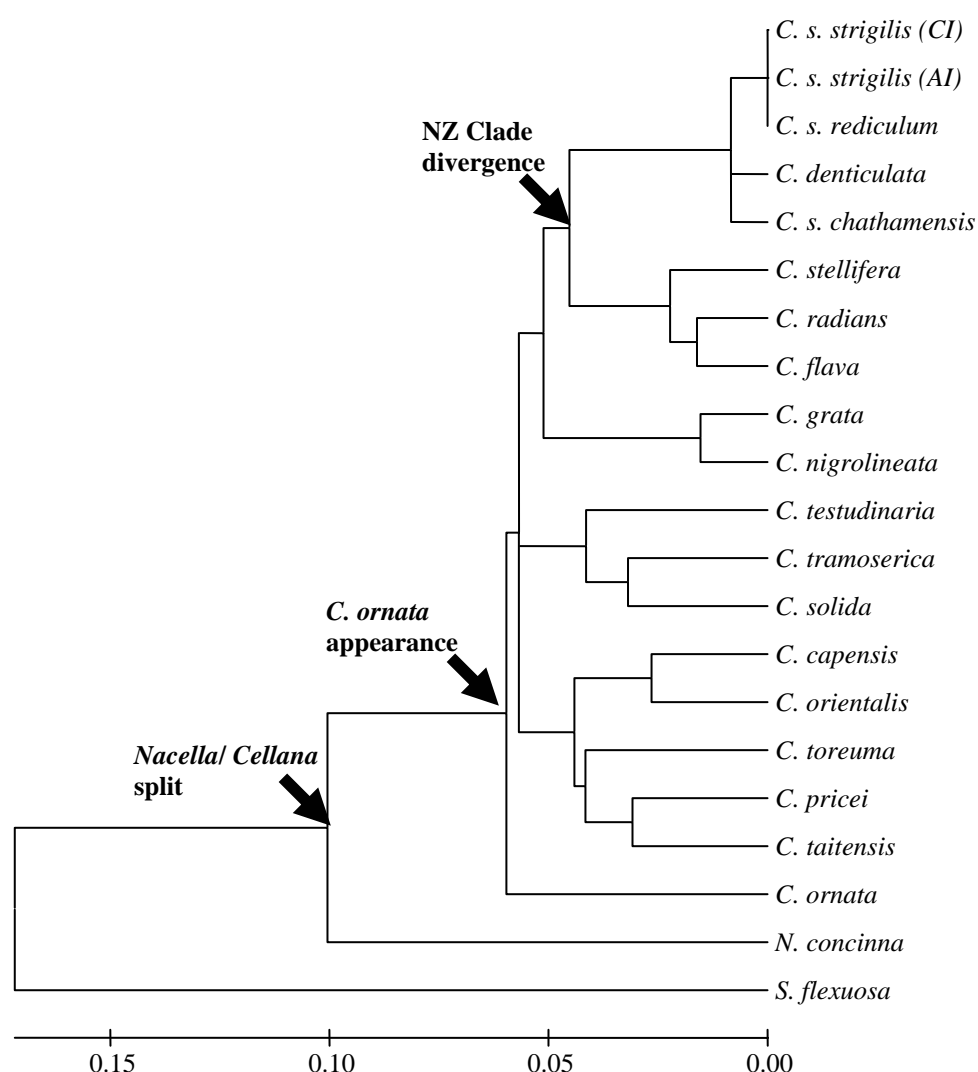 C. s. strigilis (CI)
C. s. strigilis (AI)
NZ Clade
divergence
C. s. rediculum
C. denticulata
C. s. chathamensis
C. stellifera
C. radians
C. flava
C. grata
C. nigrolineata
C. testudinaria
C. tramoserica
C. solida
C. ornata
appearance
C. capensis
C. orientalis
Nacella/ Cellana
split
C. toreuma
C. pricei
C. taitensis
C. ornata
N. concinna
S. flexuosa
0.15 0.10 0.05 0.00